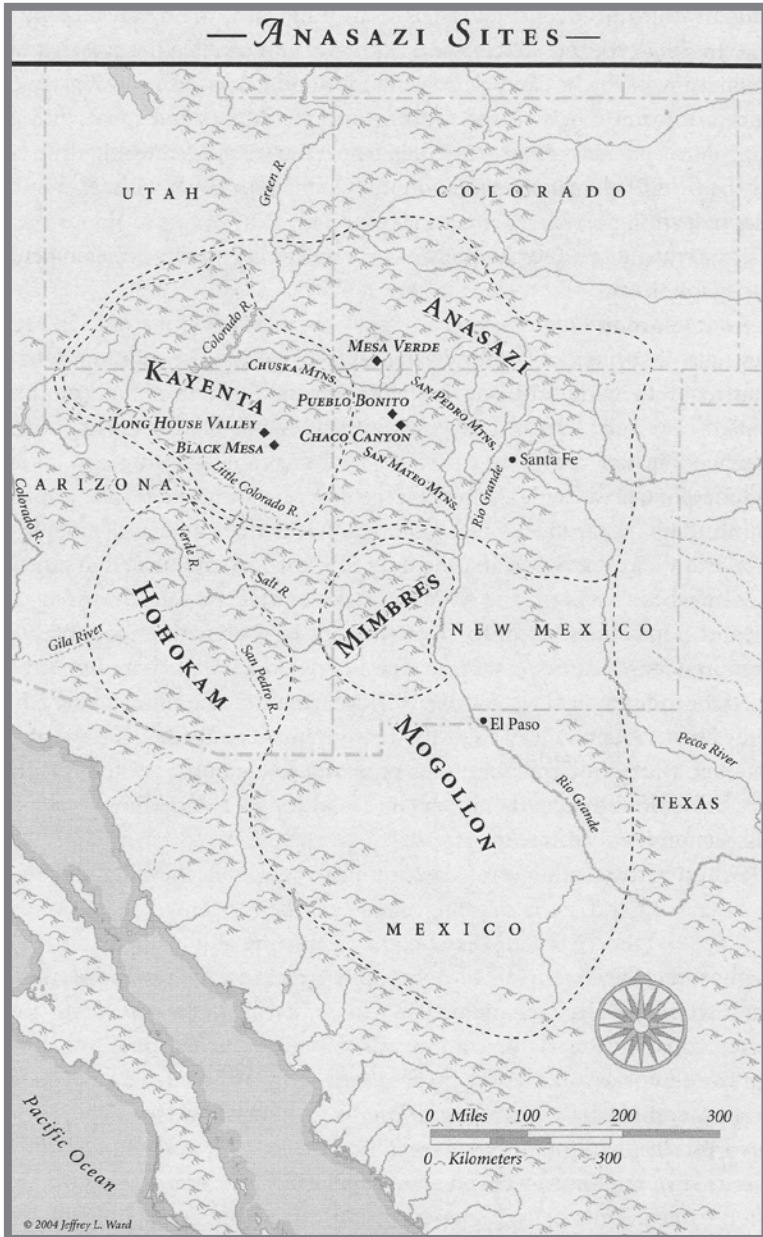 —ANASAZI SITES—
UTAH
COLORADO
Green R.
Colorado R.
ANASAZI
MESA VERDE
CHUSKA MTNS.
KAYENTA
PUEBLO BONITO
SAN PEDRO MTNS.
LONG HOUSE VALLEY
CHACO CANYON
BLACK MESA
SAN MATEO MTNS.
Santa Fe
Little Colorado R.
Rio Grande
ARIZONA
Colorado R.
Verde R.
Salt R.
MIMBRES
HOHOKAM
NEW MEXICO
Gila River
San Pedro R.
El Paso
MOGOLLON
Pecos River
Rio Grande
TEXAS
MEXICO
Pacific Ocean
0 Miles 100 200 300
0 Kilometers 300
© 2004 Jeffrey L. Ward